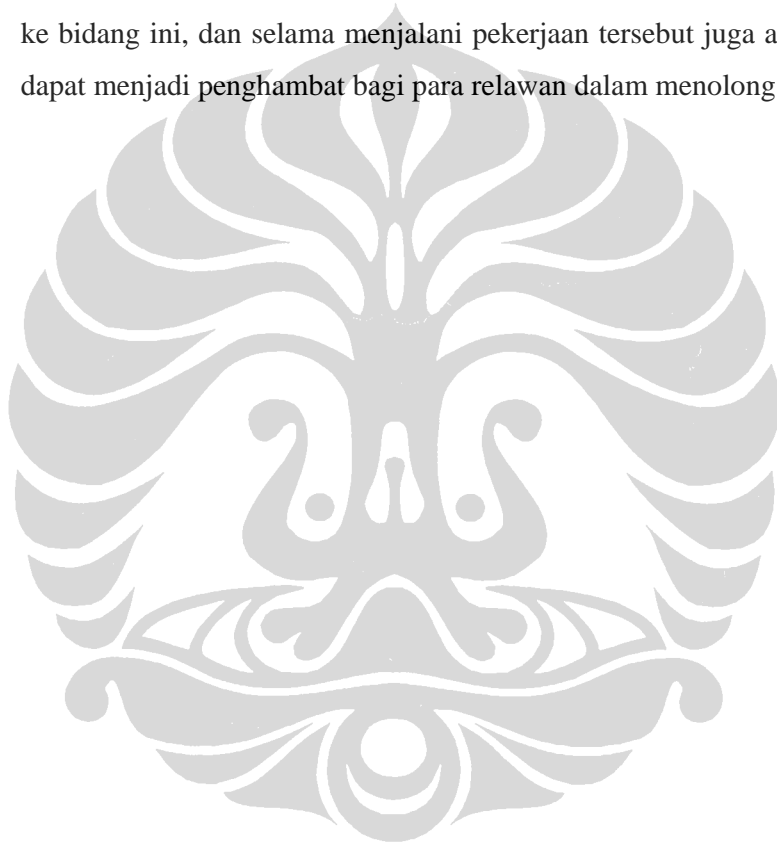 ke bidang ini, dan selama menjalani pekerjaan tersebut juga a
dapat menjadi penghambat bagi para relawan dalam menolong